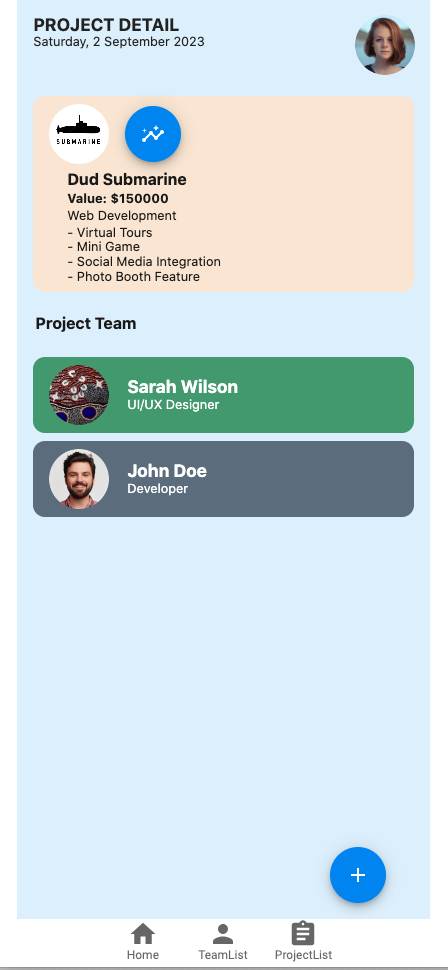 PROJECT DETAIL
Saturday, 2 September 2023
SUBMARINE
Dud Submarine
Value: $150000
Web Development
- Virtual Tours
- Mini Game
- Social Media Integration
- Photo Booth Feature
Project Team
Sarah Wilson
UI/UX Designer
John Doe
Developer
Home
TeamList
ProjectList